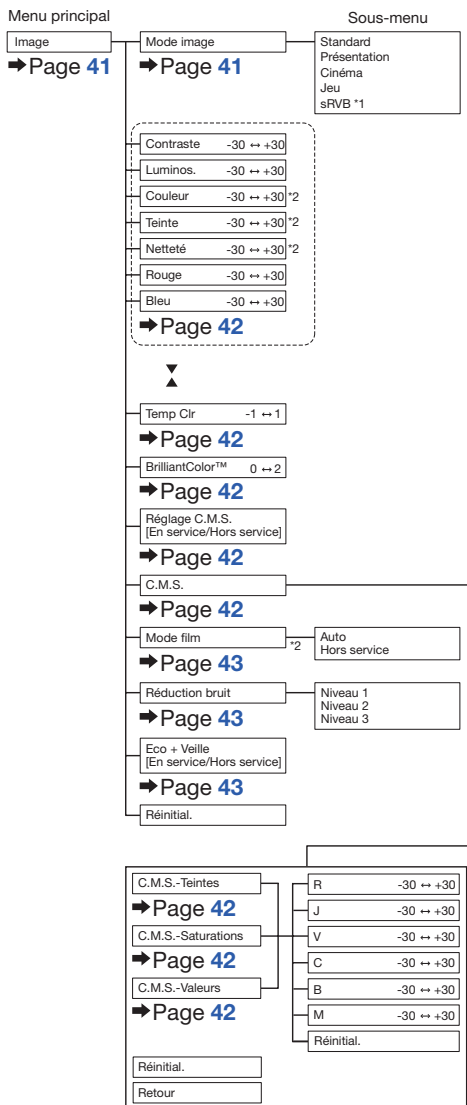 Menu principal
Sous-menu
Image
➡Page 41
Mode image
➡Page 41
Standard
Présentation
Cinéma
Jeu
sRVB *1
Contraste -30 ↔ +30
Luminos. -30 ↔ +30
Couleur -30 ↔ +30 *2
Teinte -30 ↔ +30 *2
Netteté -30 ↔ +30 *2
Rouge -30 ↔ +30
Bleu -30 ↔ +30
➡Page 42
Temp Clr -1 ↔ 1
➡Page 42
BrilliantColor™ 0 ↔ 2
➡Page 42
Réglage C.M.S.
[En service/Hors service]
➡Page 42
C.M.S.
➡Page 42
Mode film *2
➡Page 43
Auto
Hors service
Réduction bruit
➡Page 43
Niveau 1
Niveau 2
Niveau 3
Eco + Veille
[En service/Hors service]
➡Page 43
Réinitial.
C.M.S.-Teintes
➡Page 42
C.M.S.-Saturations
➡Page 42
C.M.S.-Valeurs
➡Page 42
R -30 ↔ +30
J -30 ↔ +30
V -30 ↔ +30
C -30 ↔ +30
B -30 ↔ +30
M -30 ↔ +30
Réinitial.
Réinitial.
Retour